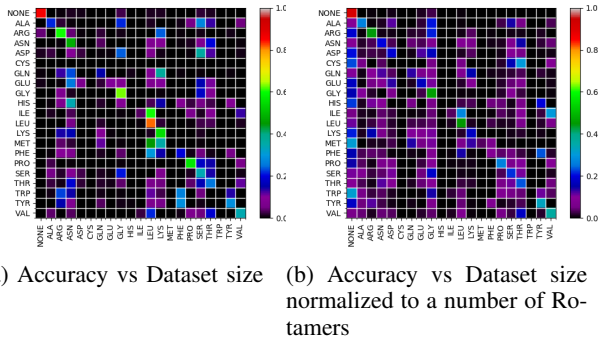 NONE
ALA
ARG
ASN
ASP
CYS
GLN
GLU
GLY
HIS
ILE
LEU
LYS
MET
PHE
PRO
SER
THR
TRP
TYR
VAL
NONE ALA ARG ASN ASP CYS GLN GLU GLY HIS ILE LEU LYS MET PHE PRO SER THR TRP TYR VAL
1.0
0.8
0.6
0.4
0.2
0.0
NONE
ALA
ARG
ASN
ASP
CYS
GLN
GLU
GLY
HIS
ILE
LEU
LYS
MET
PHE
PRO
SER
THR
TRP
TYR
VAL
NONE ALA ARG ASN ASP CYS GLN GLU GLY HIS ILE LEU LYS MET PHE PRO SER THR TRP TYR VAL
1.0
0.8
0.6
0.4
0.2
0.0
) Accuracy vs Dataset size
(b) Accuracy vs Dataset size
normalized to a number of Ro-
tamers